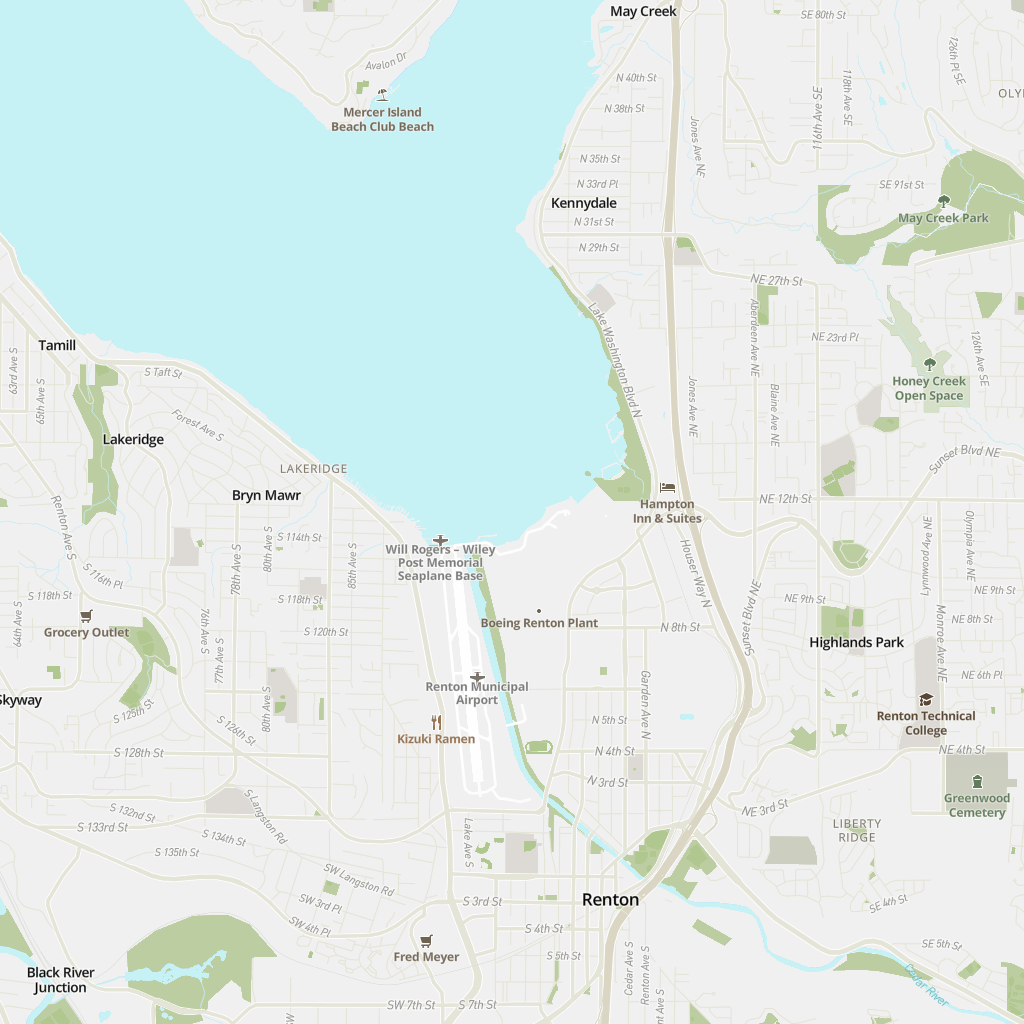 May Creek
SE 80th St
126th Pl SE
Avalon Dr
N 40th St
118th Ave SE
116th Ave SE
OLY
Mercer Island
Beach Club Beach
N 38th St
Jones Ave NE
N 35th St
N 33rd Pl
SE 91st St
Kennydale
May Creek Park
N 31st St
N 29th St
NE 27th St
Lake Washington Blvd N
Aberdeen Ave NE
NE 23rd Pl
126th Ave SE
Tamill
63rd Ave S
65th Ave S
S Taft St
Honey Creek
Open Space
Jones Ave NE
Blaine Ave NE
Forest Ave S
Lakeridge
LAKERIDGE
Sunset Blvd NE
Bryn Mawr
Renton Ave S
Hampton
Inn & Suites
NE 12th St
S 114th St
80th Ave S
85th Ave S
78th Ave S
Will Rogers – Wiley
Post Memorial
Seaplane Base
Houser Way N
Lynnwood Ave NE
Olympia Ave NE
S 116th Pl
S 118th St
S 118th St
64th Ave S
Grocery Outlet
76th Ave S
77th Ave S
S 120th St
Boeing Renton Plant
N 8th St
Sunset Blvd NE
NE 9th St
NE 8th St
Monroe Ave NE
Highlands Park
Skyway
Renton Municipal
Airport
Garden Ave N
80th Ave S
S 125th St
S 126th St
Kizuki Ramen
N 5th St
Renton Technical
College
S 128th St
N 4th St
NE 4th St
N 3rd St
Greenwood
Cemetery
NE 3rd St
S 132nd St
S 133rd St
S Langston Rd
S 134th St
S 135th St
Lake Ave S
LIBERTY
RIDGE
SW Langston Rd
SW 3rd Pl
SW 4th Pl
S 3rd St
Renton
SE 4th St
S 4th St
Fred Meyer
S 5th St
SE 5th St
Black River
Junction
Cedar Ave S
Renton Ave S
Cedar River
SW 7th St
S 7th St
SW
nt Ave S